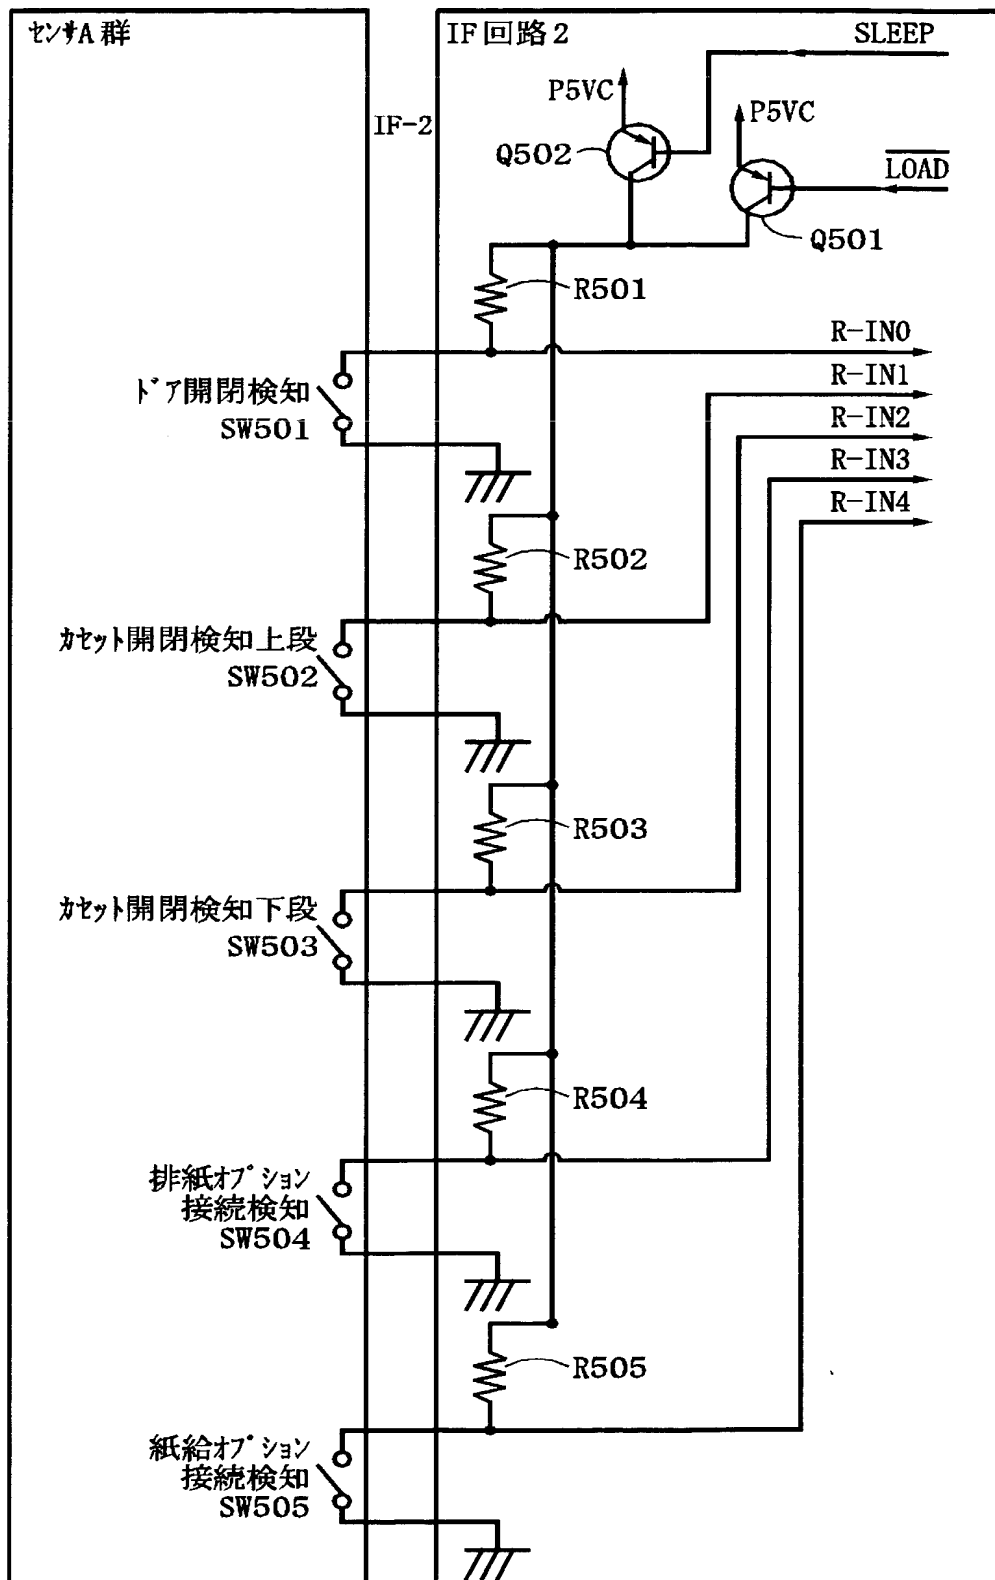 センサA群
IF回路2
SLEEP
P5VC
P5VC
IF-2
Q502
LOAD
Q501
R501
R-IN0
ドア開閉検知
SW501
R-IN1
R-IN2
R-IN3
R-IN4
R502
カセット開閉検知上段
SW502
R503
カセット開閉検知下段
SW503
R504
排紙オプション
接続検知
SW504
R505
紙給オプション
接続検知
SW505